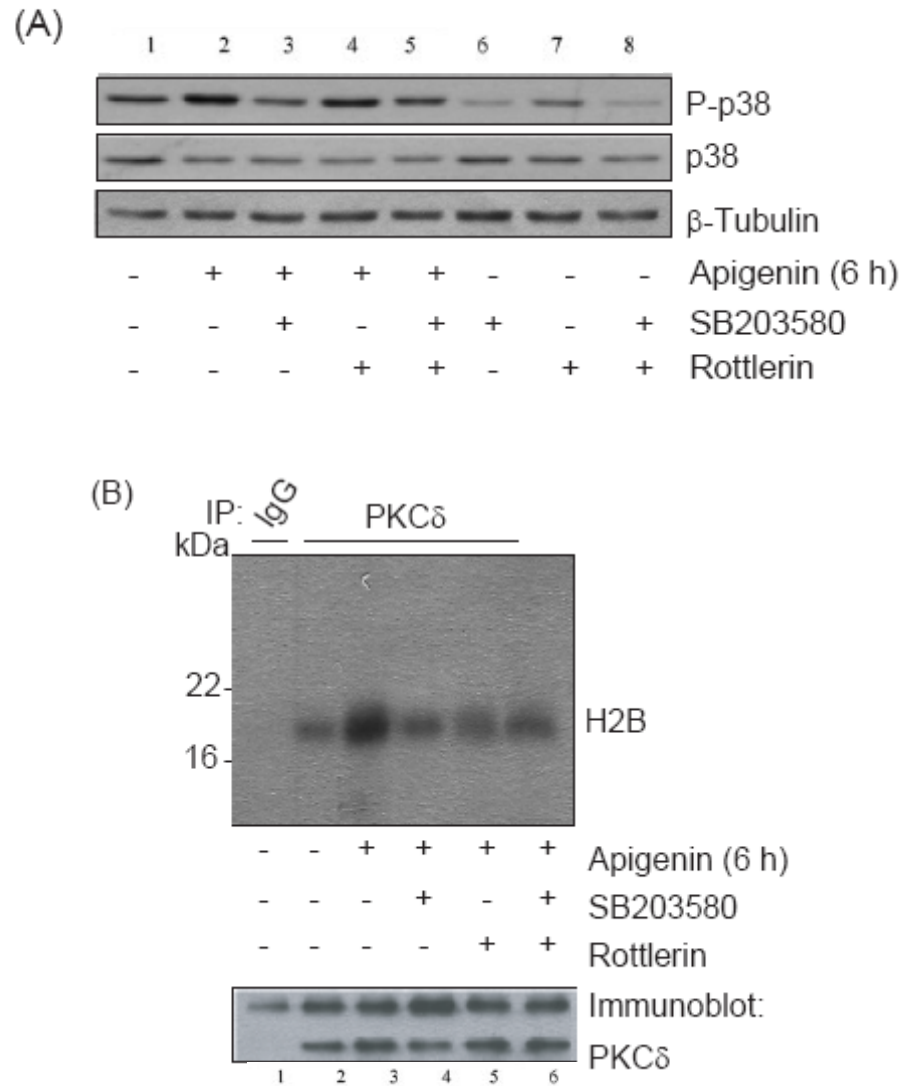 (A)
1 2 3 4 5 6 7 8
P-p38
p38
β-Tubulin
- + + + + - - - Apigenin (6 h)
- - + - + + - + SB203580
- - - + + - + + Rottlerin
(B)
IP: IgG PKCδ
kDa
22-
H2B
16-
- - + + + + Apigenin (6 h)
- - - + - + SB203580
- - - - + + Rottlerin
Immunoblot:
PKCδ
1 2 3 4 5 6